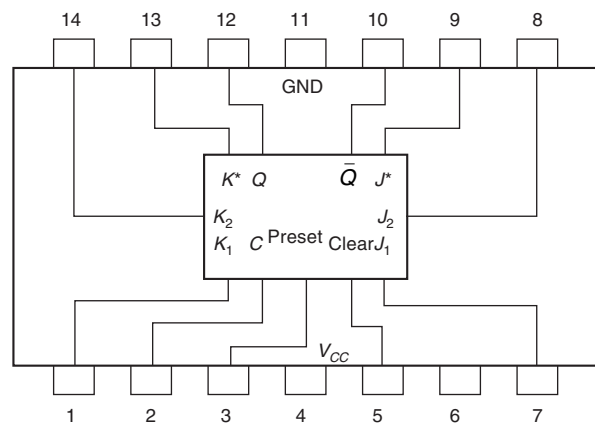 14 13 12 11 10 9 8
GND
K* Q Q̅ J*
K₂ J₂
K₁ C Preset Clear J₁
V_CC
1 2 3 4 5 6 7